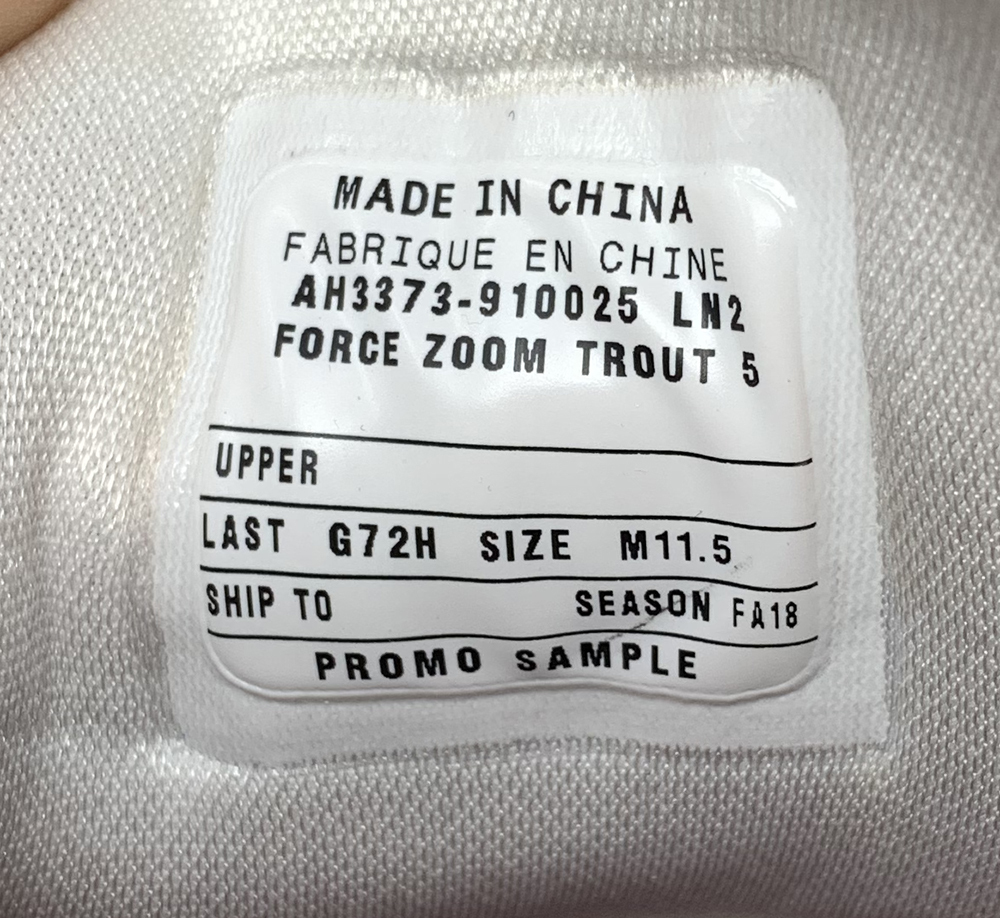 MADE IN CHINA
FABRIQUE EN CHINE
AH3373-910025 LN2
FORCE ZOOM TROUT 5
UPPER
LAST G72H SIZE M11.5
SHIP TO SEASON FA18
PROMO SAMPLE